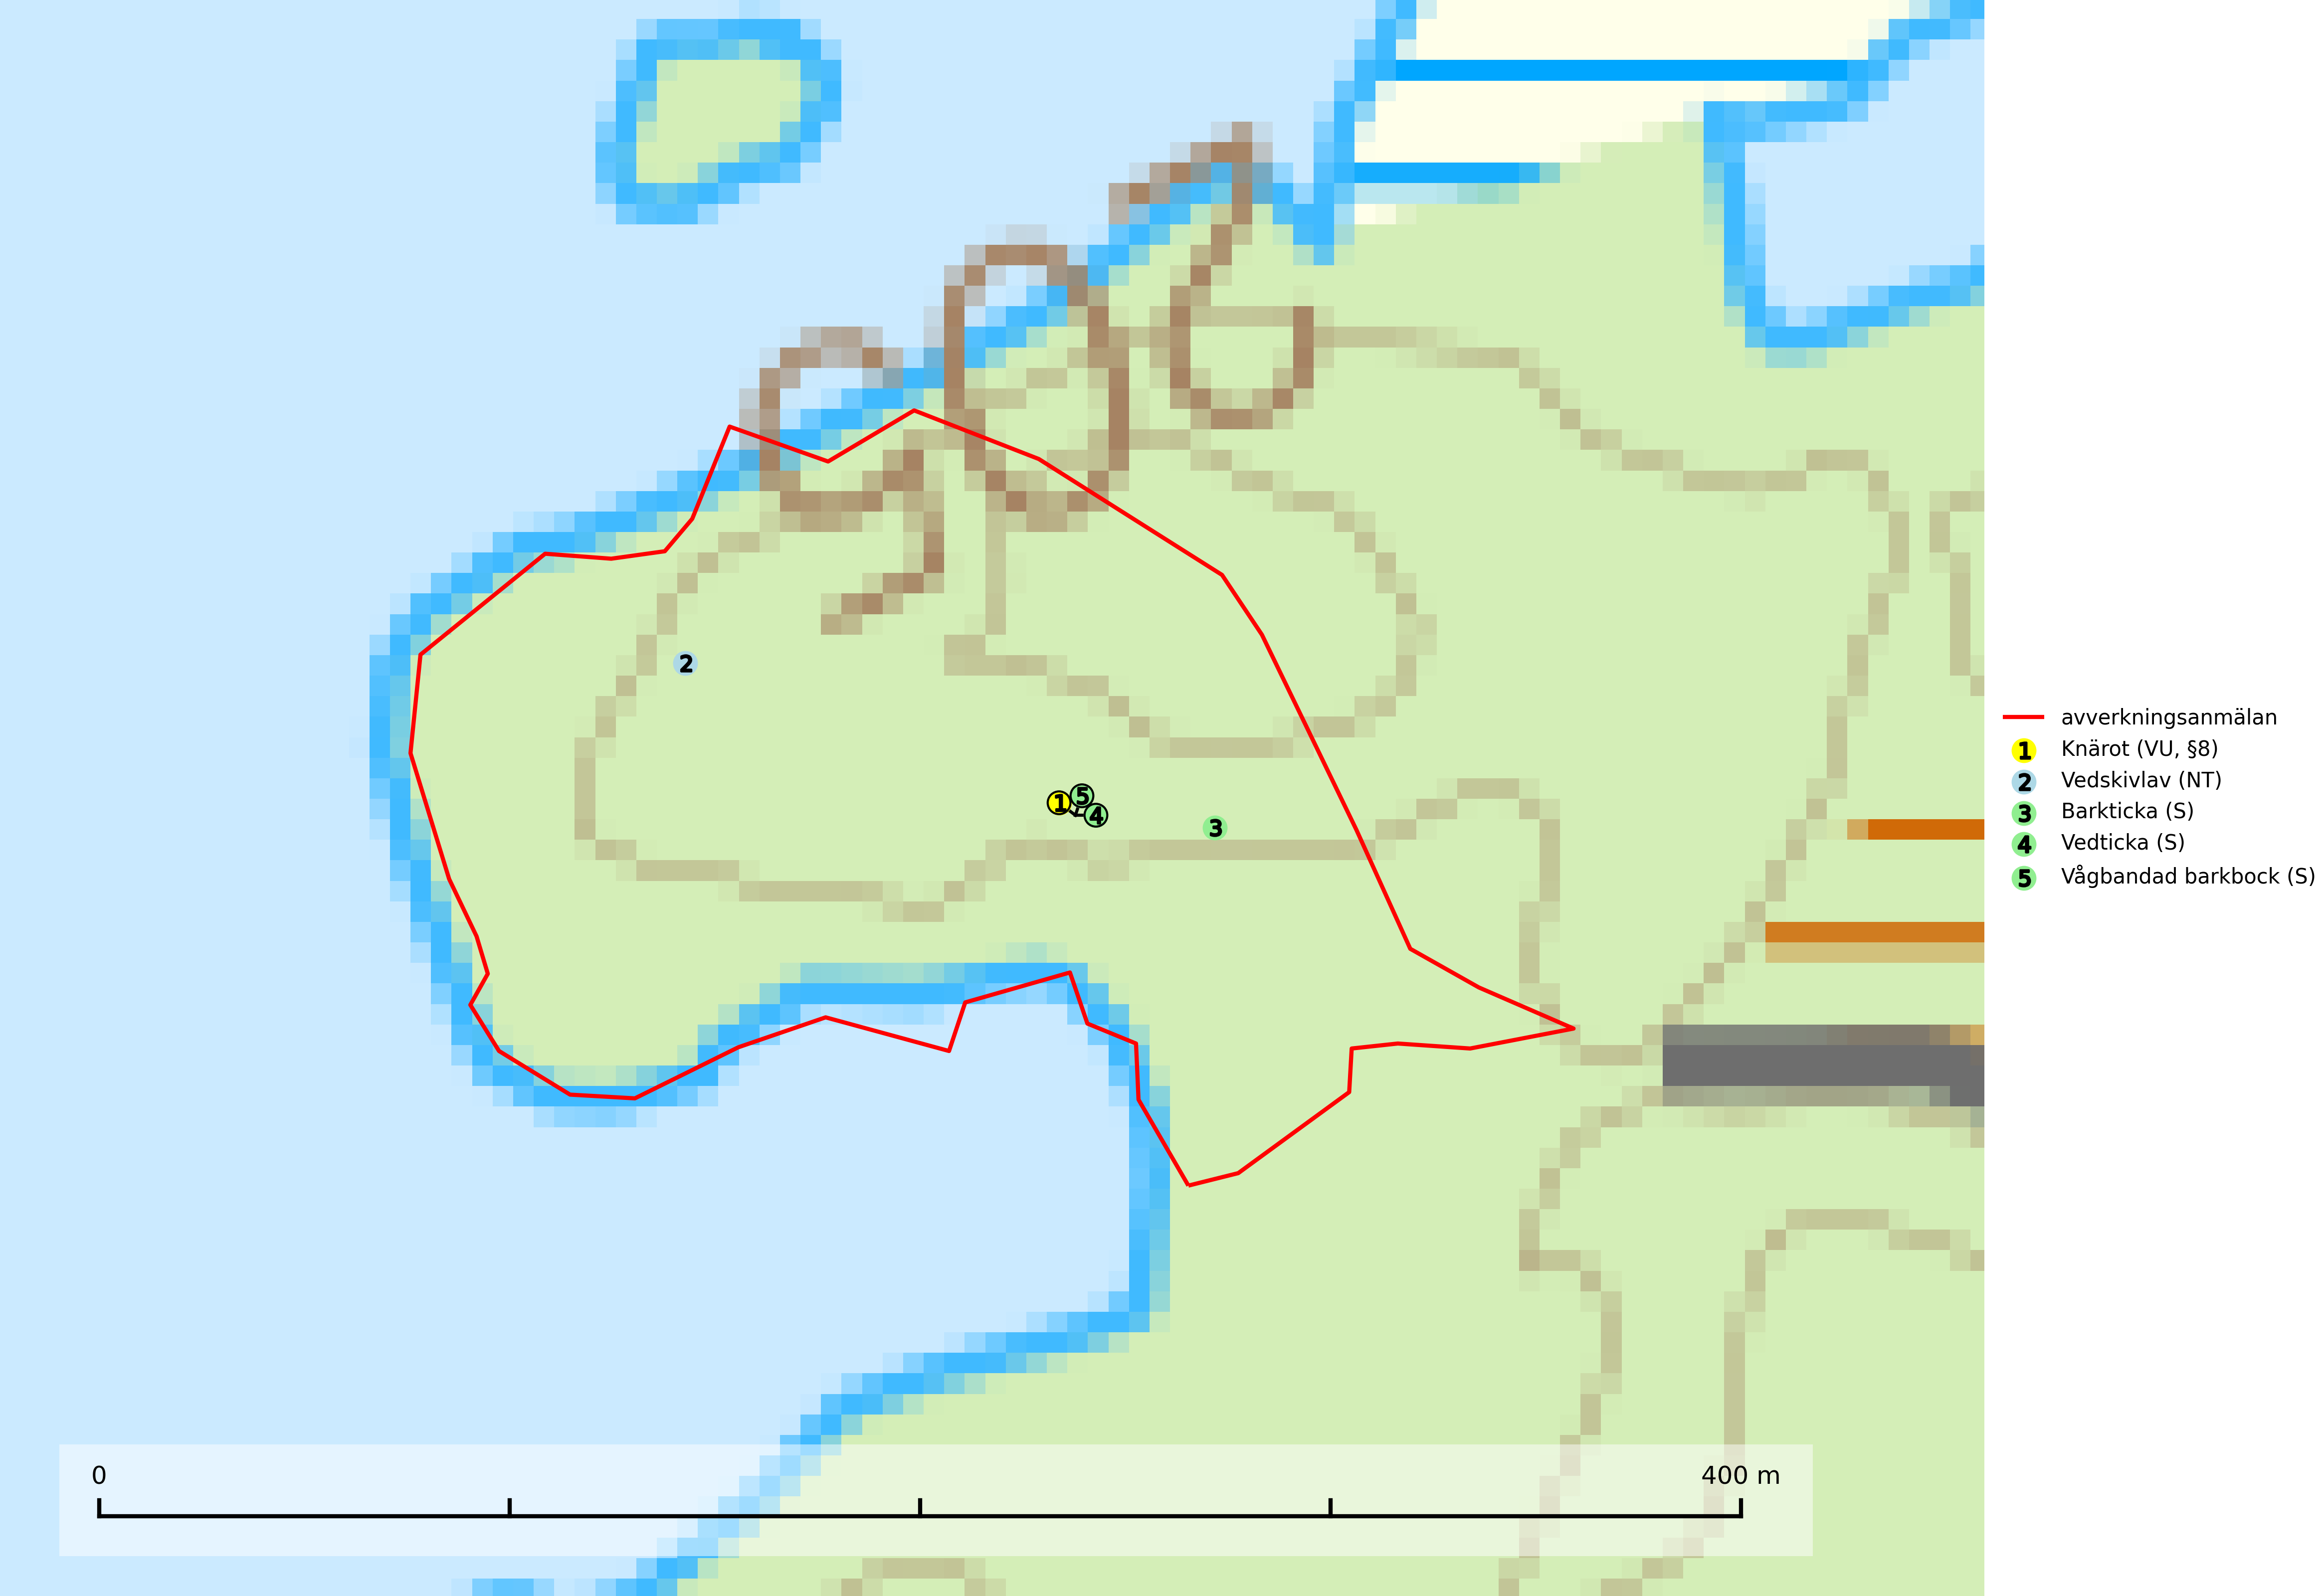 2
1
5
4
3
avverkningsanmälan
1 Knärot (VU, §8)
2 Vedskivlav (NT)
3 Barkticka (S)
4 Vedticka (S)
5 Vågbandad barkbock (S)
0 400 m